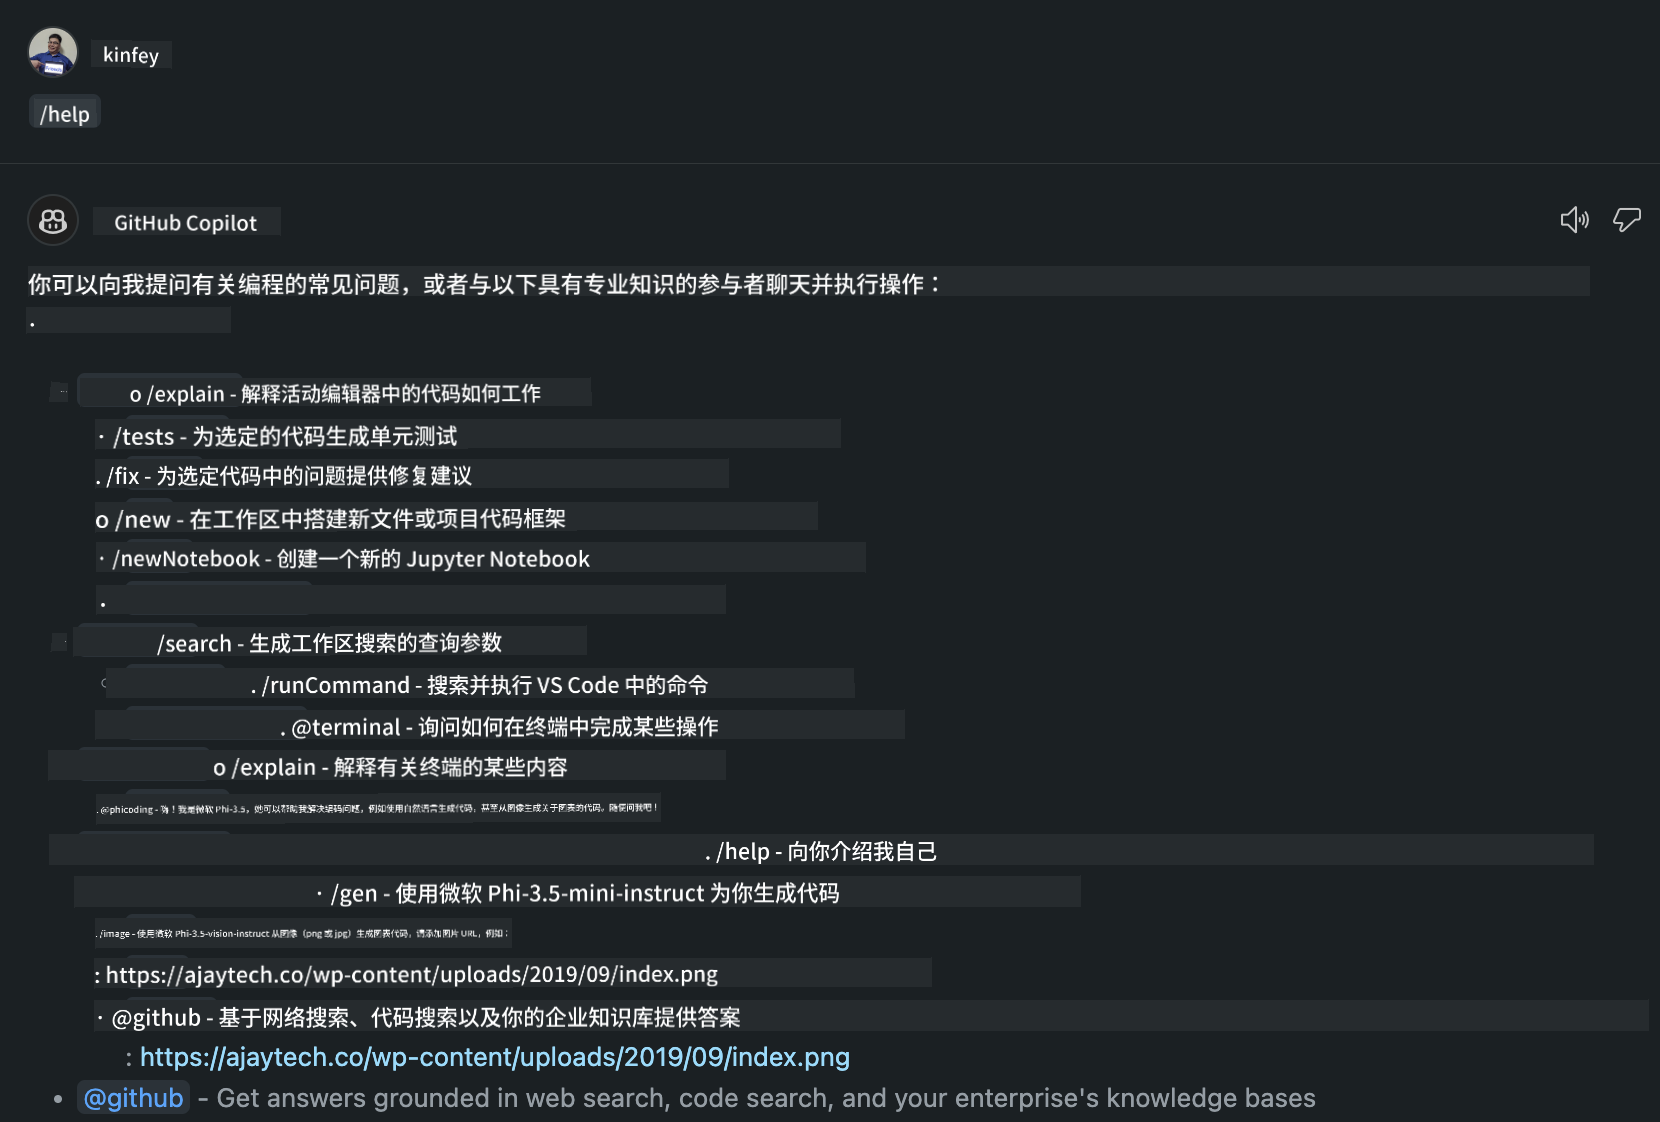 kinfey
/help
GitHub Copilot
你可以向我提问有关编程的常见问题，或者与以下具有专业知识的参与者聊天并执行操作：
.
o /explain - 解释活动编辑器中的代码如何工作
· /tests - 为选定的代码生成单元测试
. /fix - 为选定代码中的问题提供修复建议
o /new - 在工作区中搭建新文件或项目代码框架
· /newNotebook - 创建一个新的 Jupyter Notebook
.
/search - 生成工作区搜索的查询参数
. /runCommand - 搜索并执行 VS Code 中的命令
. @terminal - 询问如何在终端中完成某些操作
o /explain - 解释有关终端的某些内容
. @phicoding - 嗨！我是微软 Phi-3.5，她可以帮助我解决编码问题，例如使用自然语言生成代码，甚至从图像生成关于图表的代码。随便问我吧！
. /help - 向你介绍我自己
· /gen - 使用微软 Phi-3.5-mini-instruct 为你生成代码
. /image - 使用微软 Phi-3.5-vision-instruct 从图像（png 或 jpg）生成图表代码，请添加图片 URL，例如：
: https://ajaytech.co/wp-content/uploads/2019/09/index.png
· @github - 基于网络搜索、代码搜索以及你的企业知识库提供答案
: https://ajaytech.co/wp-content/uploads/2019/09/index.png
• @github - Get answers grounded in web search, code search, and your enterprise's knowledge bases